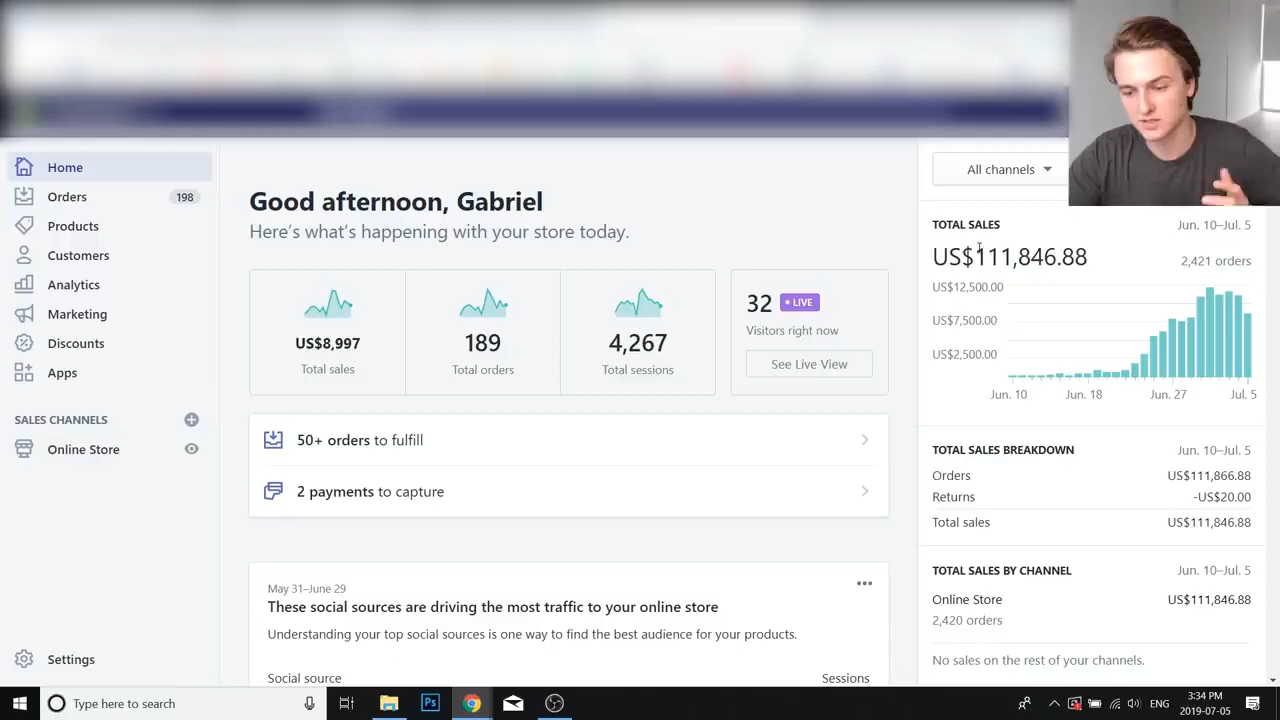 Home
Orders 198
Products
Customers
Analytics
Marketing
Discounts
Apps
SALES CHANNELS
Online Store
Settings
Good afternoon, Gabriel
Here's what's happening with your store today.
US$8,997
Total sales
189
Total orders
4,267
Total sessions
32 • LIVE
Visitors right now
See Live View
50+ orders to fulfill
2 payments to capture
May 31–June 29
These social sources are driving the most traffic to your online store
Understanding your top social sources is one way to find the best audience for your products.
Social source Sessions
All channels
TOTAL SALES Jun. 10–Jul. 5
US$111,846.88 2,421 orders
US$12,500.00
US$7,500.00
US$2,500.00
Jun. 10 Jun. 18 Jun. 27 Jul. 5
TOTAL SALES BREAKDOWN Jun. 10–Jul. 5
Orders US$111,866.88
Returns -US$20.00
Total sales US$111,846.88
TOTAL SALES BY CHANNEL Jun. 10–Jul. 5
Online Store US$111,846.88
2,420 orders
No sales on the rest of your channels.
Type here to search
Ps
ENG
3:34 PM
2019-07-05